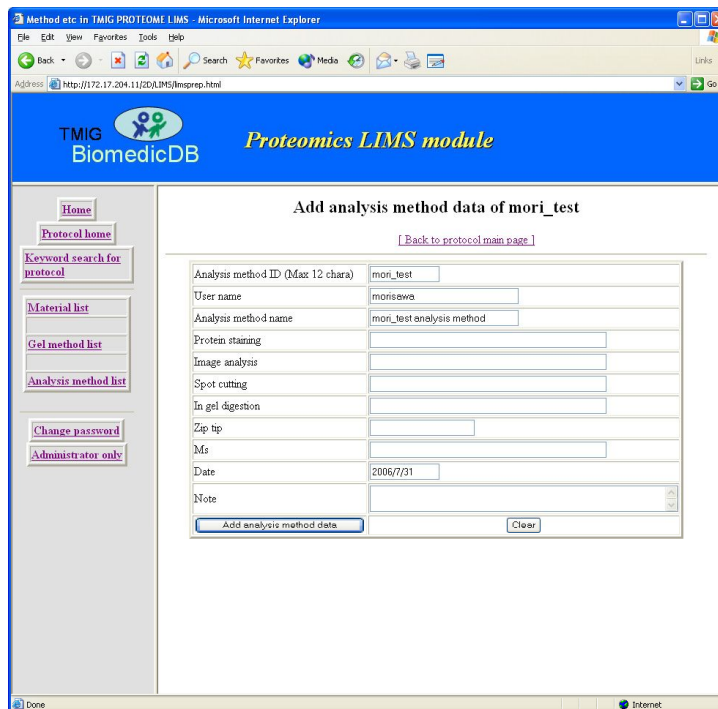 Method etc in TMIG PROTEOME LIMS - Microsoft Internet Explorer
File Edit View Favorites Tools Help
Back Search Favorites Media Links
Address http://172.17.204.11/2D/LIMS/limsprep.html Go
TMIG
BiomedicDB
Proteomics LIMS module
Home
Protocol home
Keyword search for
protocol
Material list
Gel method list
Analysis method list
Change password
Administrator only
Add analysis method data of mori_test
[ Back to protocol main page ]
Analysis method ID (Max 12 chara) mori_test
User name morisawa
Analysis method name mori_test analysis method
Protein staining
Image analysis
Spot cutting
In gel digestion
Zip tip
Ms
Date 2006/7/31
Note
Add analysis method data Clear
Done Internet